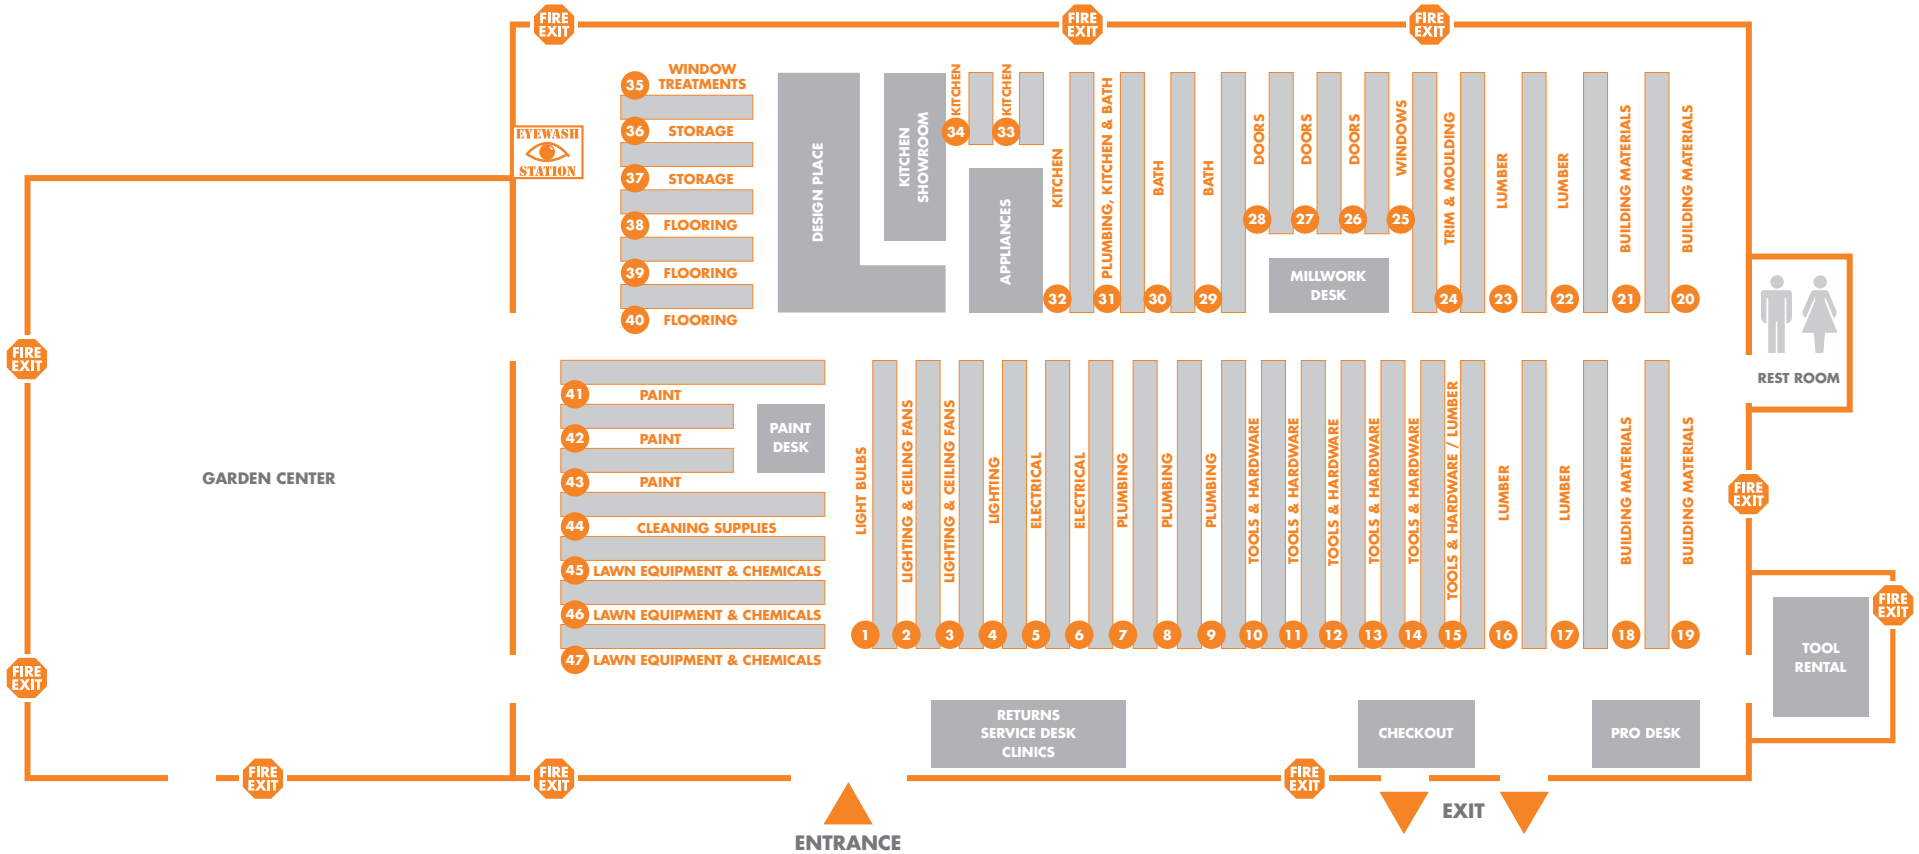 FIRE
EXIT
FIRE
EXIT
FIRE
EXIT
EYEWASH
STATION
35 WINDOW
TREATMENTS
36 STORAGE
37 STORAGE
38 FLOORING
39 FLOORING
40 FLOORING
DESIGN PLACE
KITCHEN
SHOWROOM
KITCHEN 34
KITCHEN 33
APPLIANCES
KITCHEN 32
PLUMBING, KITCHEN & BATH 31
BATH 30
BATH 29
DOORS 28
DOORS 27
DOORS 26
WINDOWS 25
MILLWORK
DESK
TRIM & MOULDING 24
LUMBER 23
LUMBER 22
BUILDING MATERIALS 21
BUILDING MATERIALS 20
REST ROOM
FIRE
EXIT
GARDEN CENTER
41 PAINT
42 PAINT
43 PAINT
PAINT
DESK
44 CLEANING SUPPLIES
45 LAWN EQUIPMENT & CHEMICALS
46 LAWN EQUIPMENT & CHEMICALS
47 LAWN EQUIPMENT & CHEMICALS
LIGHT BULBS 1
LIGHTING & CEILING FANS 2
LIGHTING & CEILING FANS 3
LIGHTING 4
ELECTRICAL 5
ELECTRICAL 6
PLUMBING 7
PLUMBING 8
PLUMBING 9
TOOLS & HARDWARE 10
TOOLS & HARDWARE 11
TOOLS & HARDWARE 12
TOOLS & HARDWARE 13
TOOLS & HARDWARE 14
TOOLS & HARDWARE / LUMBER 15
LUMBER 16
LUMBER 17
BUILDING MATERIALS 18
BUILDING MATERIALS 19
FIRE
EXIT
FIRE
EXIT
TOOL
RENTAL
FIRE
EXIT
RETURNS
SERVICE DESK
CLINICS
CHECKOUT
PRO DESK
FIRE
EXIT
FIRE
EXIT
FIRE
EXIT
ENTRANCE
EXIT